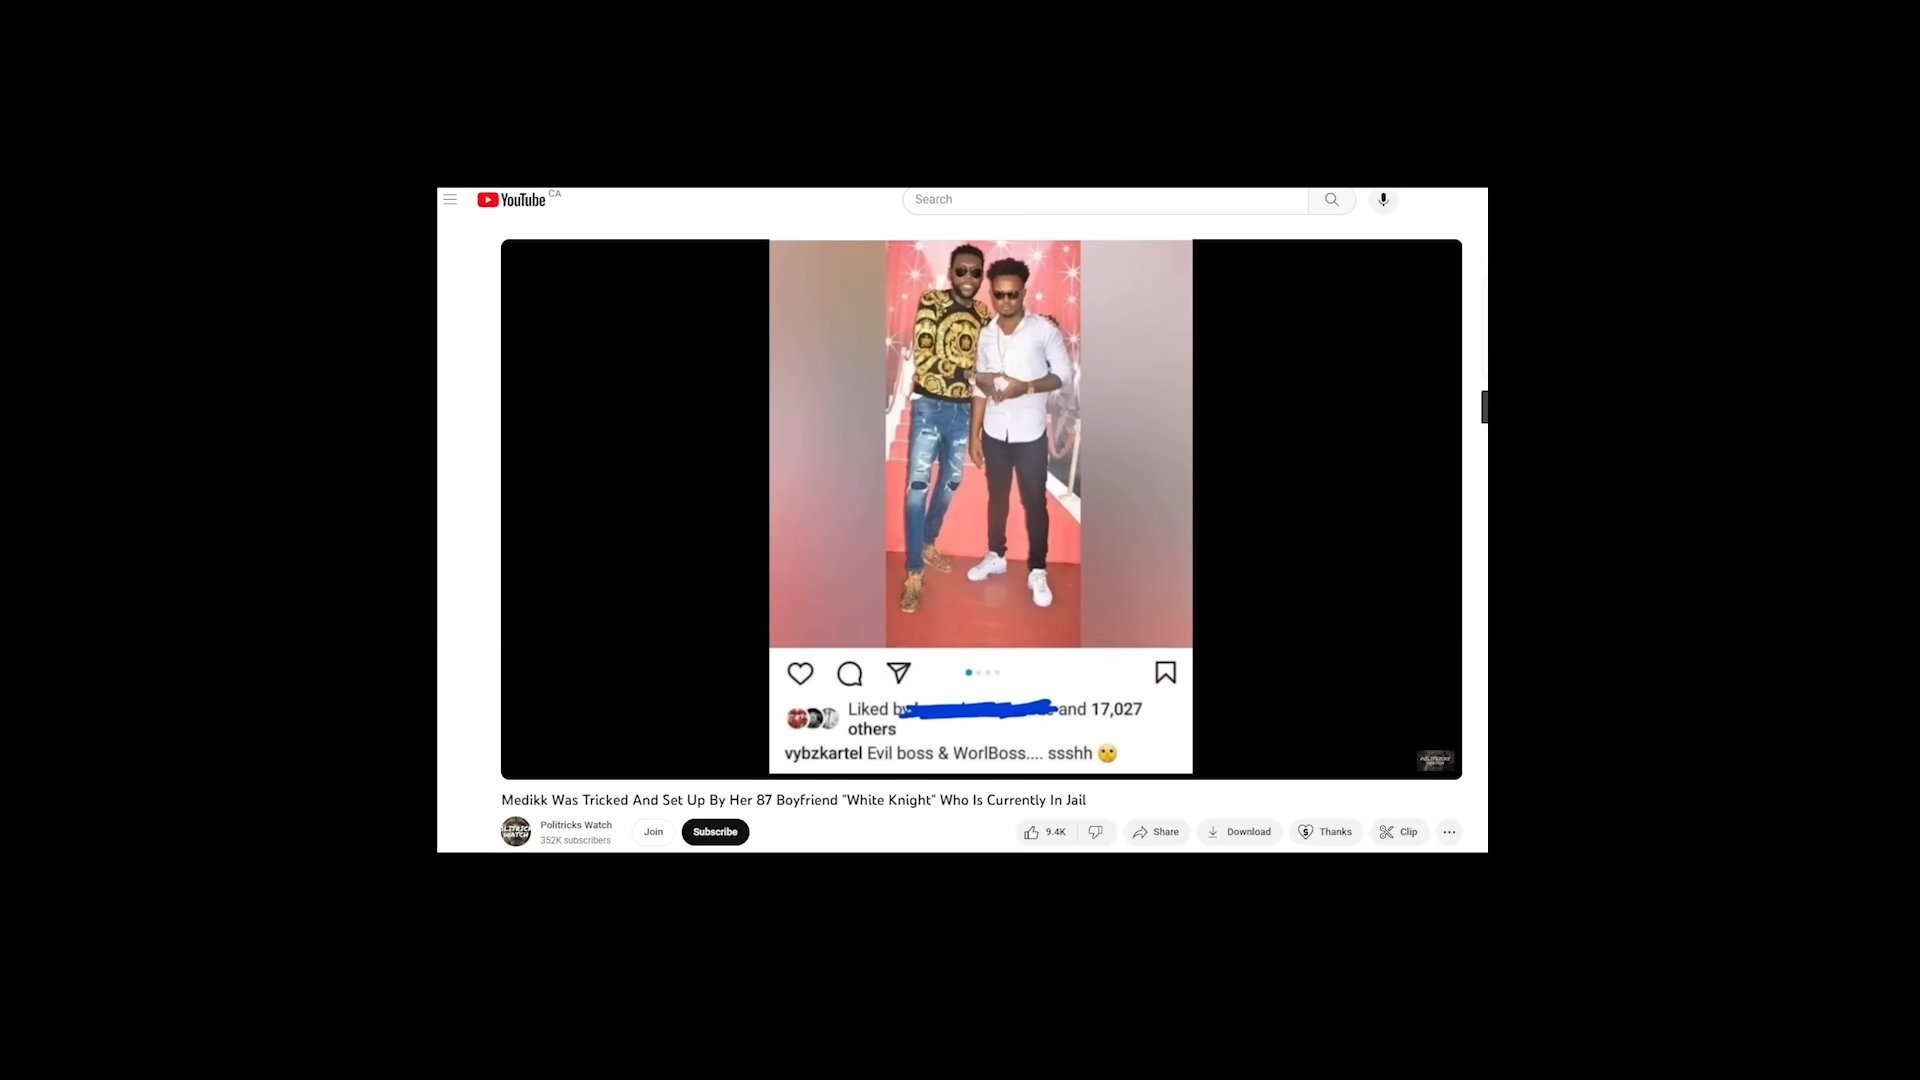 YouTube CA
Search
Liked by and 17,027
others
vybzkartel Evil boss & WorlBoss.... ssshh 🤫
POLITRICKS
WATCH
Medikk Was Tricked And Set Up By Her 87 Boyfriend "White Knight" Who Is Currently In Jail
Politricks Watch
352K subscribers
Join
Subscribe
9.4K
Share
Download
Thanks
Clip